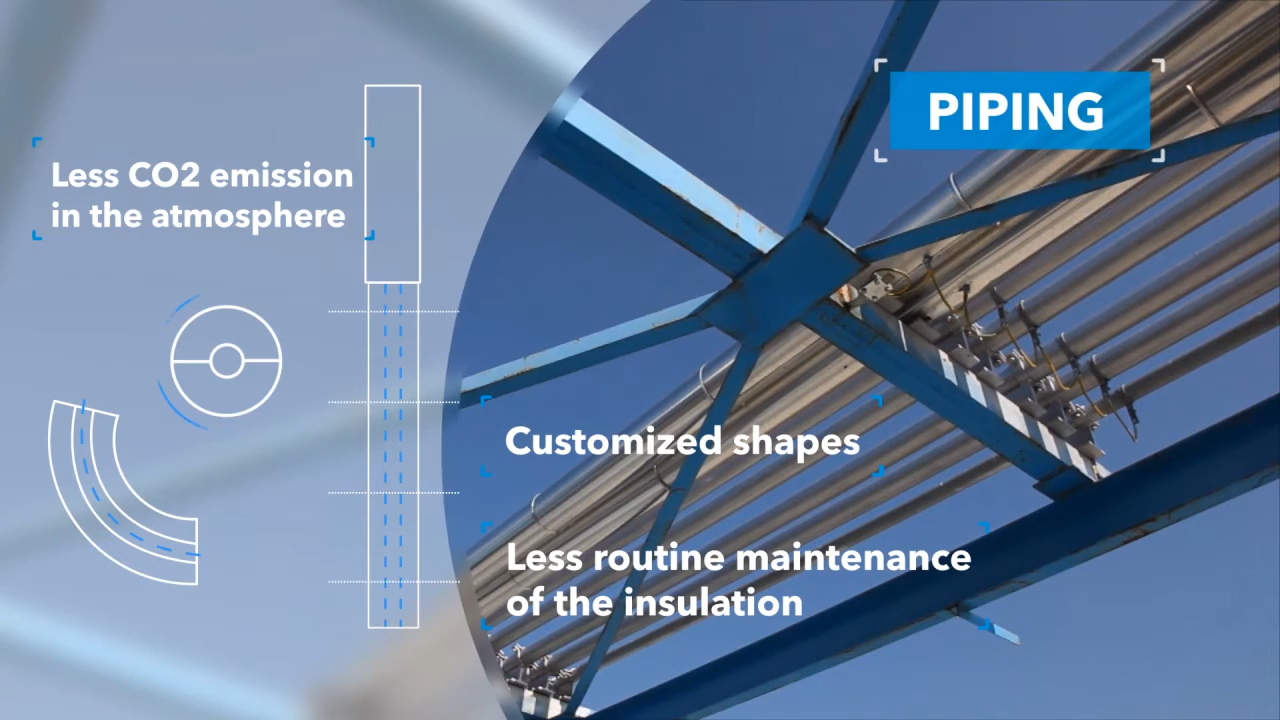 PIPING
Less CO2 emission
in the atmosphere
Customized shapes
Less routine maintenance
of the insulation